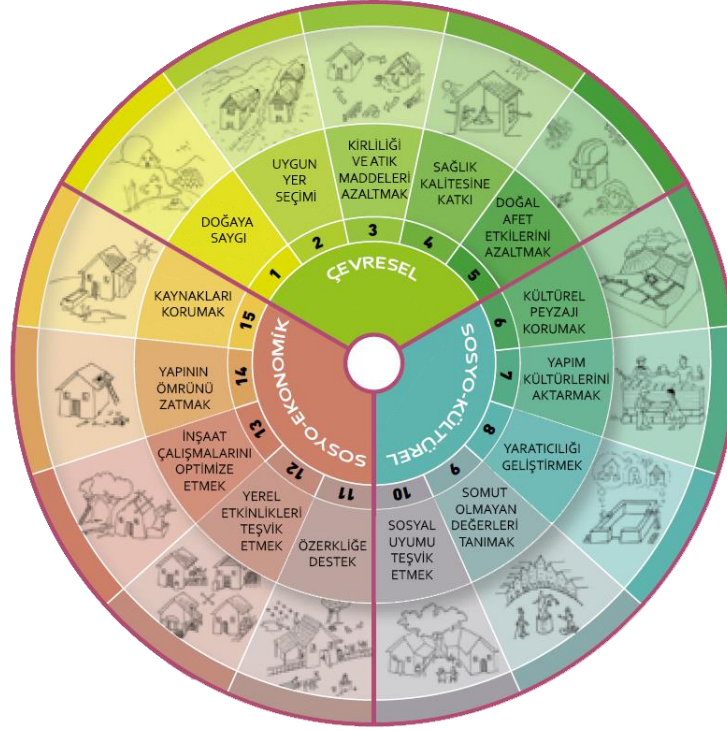 ÇEVRESEL
1
DOĞAYA
SAYGI
2
UYGUN
YER
SEÇİMİ
3
KİRLİLİĞİ
VE ATIK
MADDELERİ
AZALTMAK
4
SAĞLIK
KALİTESİNE
KATKI
5
DOĞAL
AFET
ETKİLERİNİ
AZALTMAK
SOSYO-KÜLTÜREL
6
KÜLTÜREL
PEYZAJI
KORUMAK
7
YAPIM
KÜLTÜRLERİNİ
AKTARMAK
8
YARATICILIĞI
GELİŞTİRMEK
9
SOMUT
OLMAYAN
DEĞERLERİ
TANIMAK
10
SOSYAL
UYUMU
TEŞVİK
ETMEK
SOSYO-EKONOMİK
11
ÖZERKLİĞE
DESTEK
12
YEREL
ETKİNLİKLERİ
TEŞVİK
ETMEK
13
İNŞAAT
ÇALIŞMALARINI
OPTİMİZE
ETMEK
14
YAPININ
ÖMRÜNÜ
ZATMAK
15
KAYNAKLARI
KORUMAK